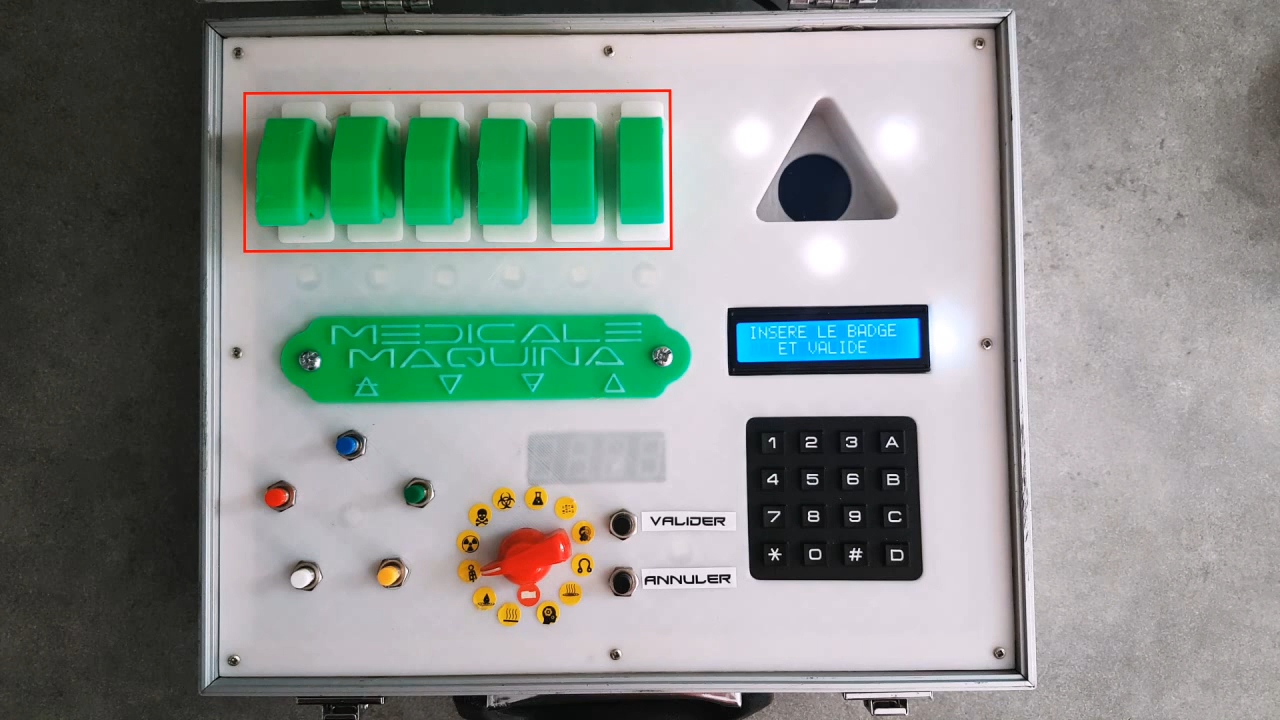 MEDICALE
MAQUINA
INSERE LE BADGE
ET VALIDE
1 2 3 A
4 5 6 B
7 8 9 C
* 0 # D
VALIDER
ANNULER